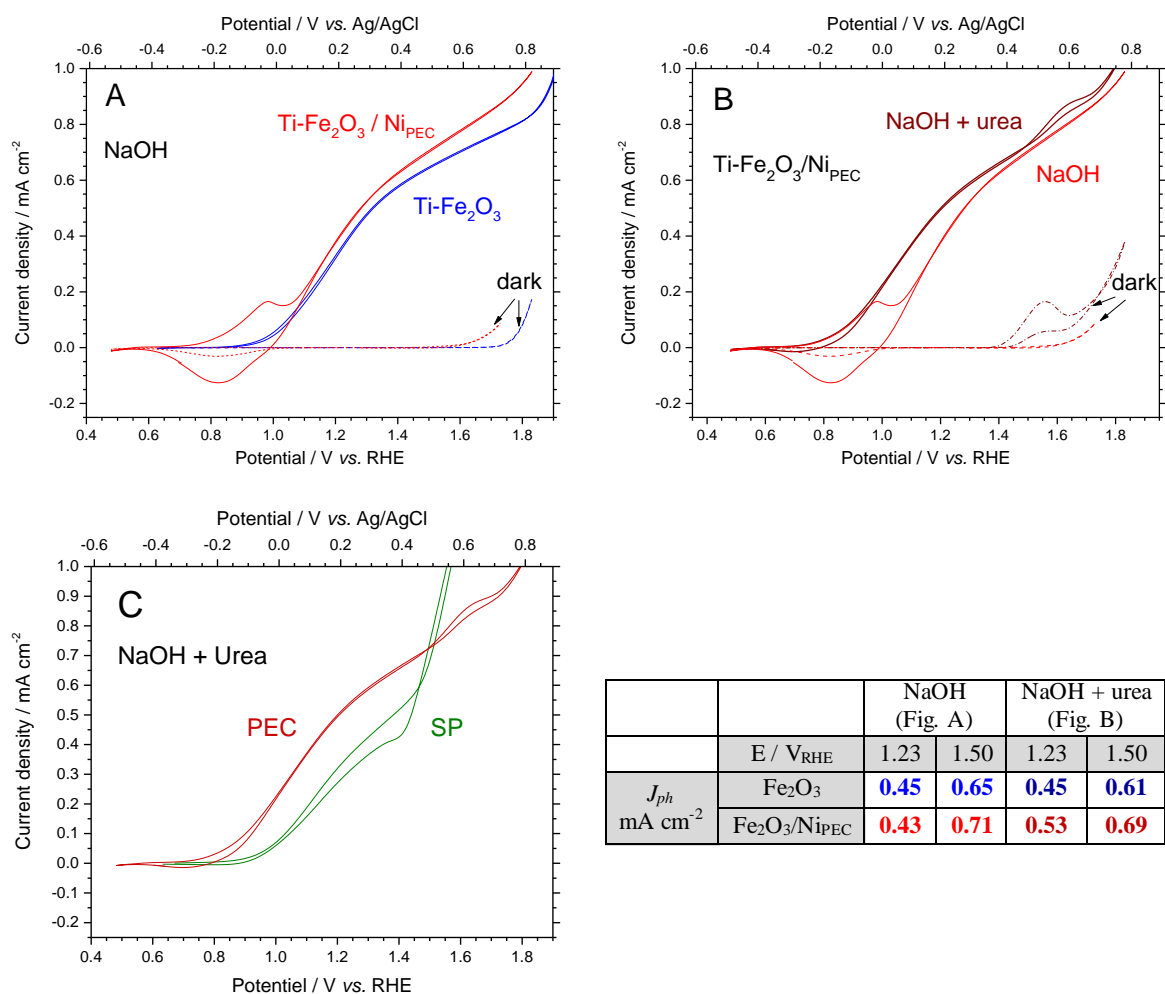 Potential / V vs. Ag/AgCl
-0.6 -0.4 -0.2 0.0 0.2 0.4 0.6 0.8
A
NaOH
Ti-Fe₂O₃ / Ni_PEC
Ti-Fe₂O₃
dark
Current density / mA cm⁻²
1.0
0.8
0.6
0.4
0.2
0.0
-0.2
0.4 0.6 0.8 1.0 1.2 1.4 1.6 1.8
Potential / V vs. RHE
Potential / V vs. Ag/AgCl
-0.6 -0.4 -0.2 0.0 0.2 0.4 0.6 0.8
B
NaOH + urea
Ti-Fe₂O₃/Ni_PEC
NaOH
dark
Current density / mA cm⁻²
1.0
0.8
0.6
0.4
0.2
0.0
-0.2
0.4 0.6 0.8 1.0 1.2 1.4 1.6 1.8
Potential / V vs. RHE
Potential / V vs. Ag/AgCl
-0.6 -0.4 -0.2 0.0 0.2 0.4 0.6 0.8
C
NaOH + Urea
PEC
SP
Current density / mA cm⁻²
1.0
0.9
0.8
0.7
0.6
0.5
0.4
0.3
0.2
0.1
0.0
-0.1
-0.2
0.4 0.6 0.8 1.0 1.2 1.4 1.6 1.8
Potentiel / V vs. RHE
NaOH NaOH + urea
(Fig. A) (Fig. B)
E / V_RHE 1.23 1.50 1.23 1.50
J_ph
mA cm⁻²
Fe₂O₃ 0.45 0.65 0.45 0.61
Fe₂O₃/Ni_PEC 0.43 0.71 0.53 0.69